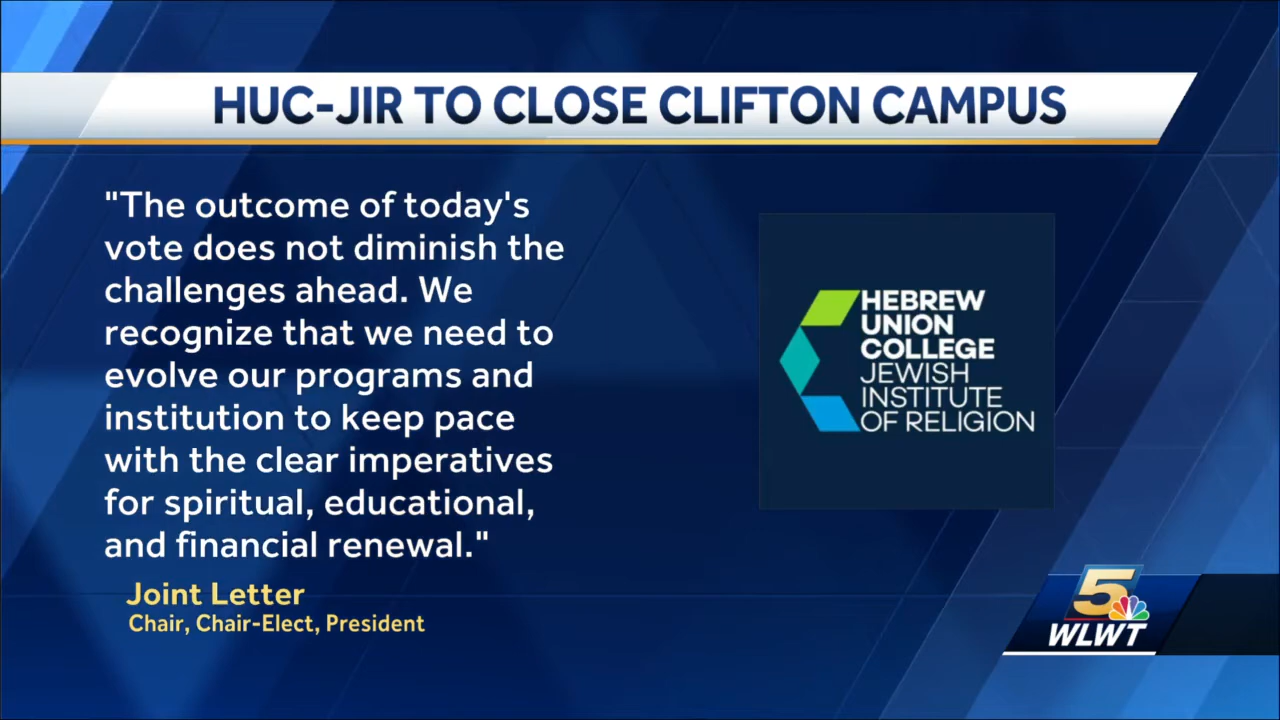 HUC-JIR TO CLOSE CLIFTON CAMPUS
"The outcome of today's
vote does not diminish the
challenges ahead. We
recognize that we need to
evolve our programs and
institution to keep pace
with the clear imperatives
for spiritual, educational,
and financial renewal."
Joint Letter
Chair, Chair-Elect, President
HEBREW
UNION
COLLEGE
JEWISH
INSTITUTE
OF RELIGION
5
WLWT